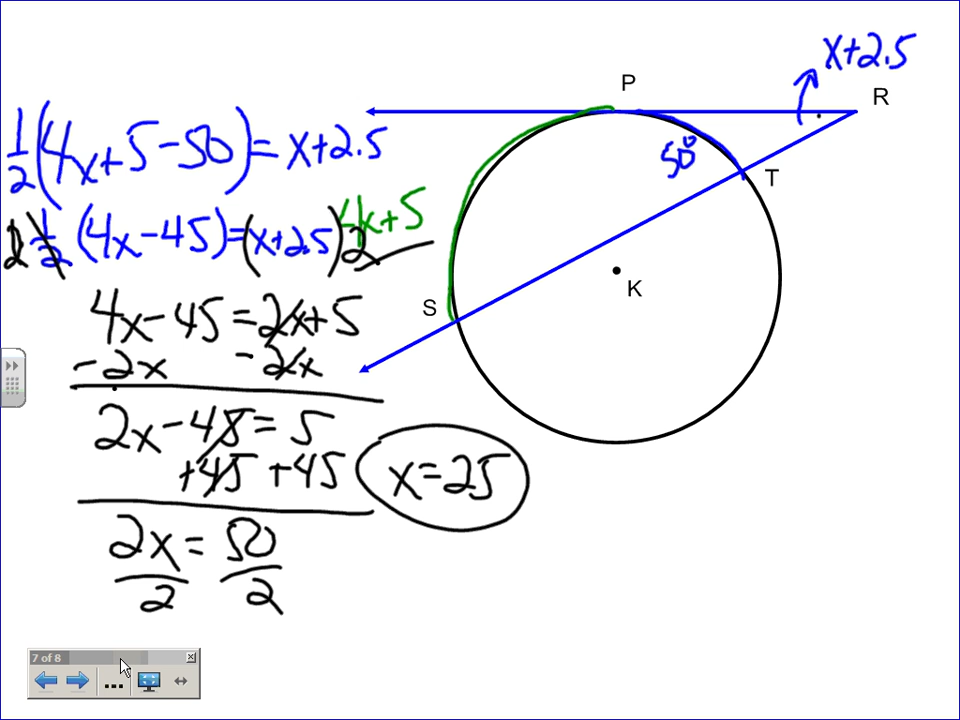 x+2.5
P
R
1/2(4x+5-50)=x+2.5
50°
T
4x+5
2 1/2 (4x-45)=(x+2.5)2
K
S
4x-45=2x+5
-2x -2x
2x-45=5
+45 +45
x=25
2x = 50
2 2
7 of 8
...